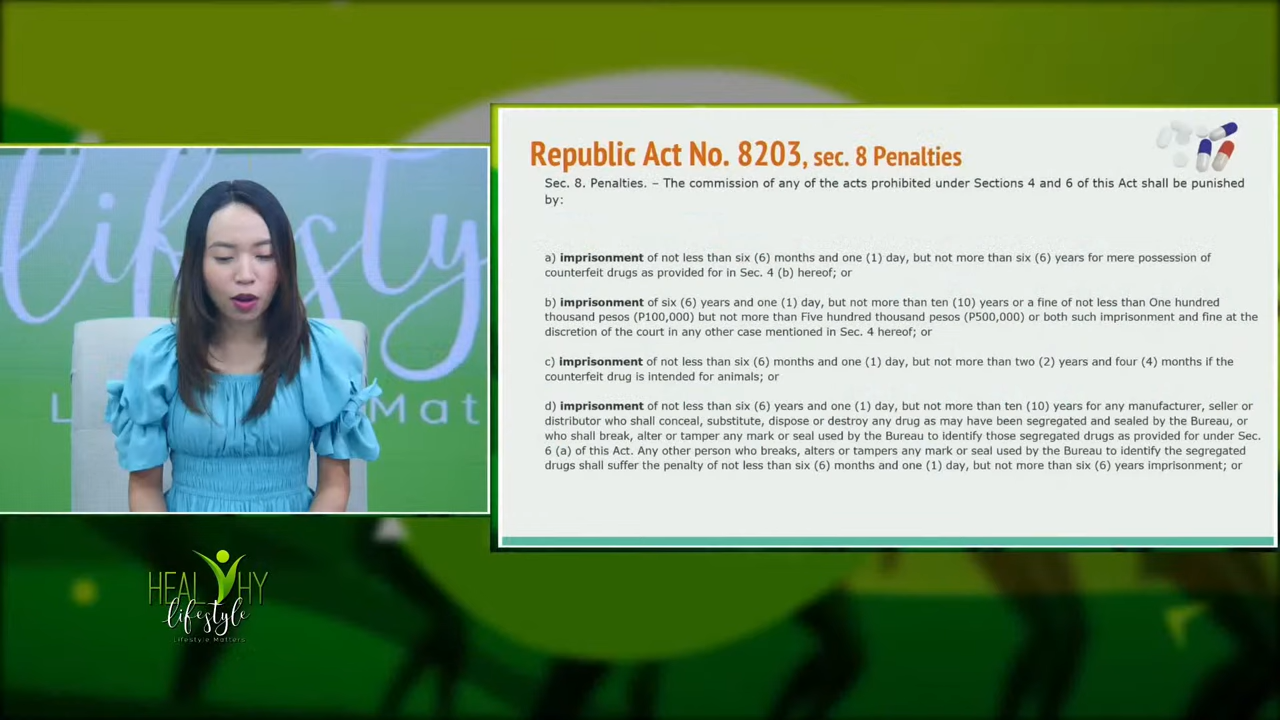 lifesty
L Mat
Republic Act No. 8203, sec. 8 Penalties
Sec. 8. Penalties. – The commission of any of the acts prohibited under Sections 4 and 6 of this Act shall be punished
by:
a) imprisonment of not less than six (6) months and one (1) day, but not more than six (6) years for mere possession of
counterfeit drugs as provided for in Sec. 4 (b) hereof; or
b) imprisonment of six (6) years and one (1) day, but not more than ten (10) years or a fine of not less than One hundred
thousand pesos (P100,000) but not more than Five hundred thousand pesos (P500,000) or both such imprisonment and fine at the
discretion of the court in any other case mentioned in Sec. 4 hereof; or
c) imprisonment of not less than six (6) months and one (1) day, but not more than two (2) years and four (4) months if the
counterfeit drug is intended for animals; or
d) imprisonment of not less than six (6) years and one (1) day, but not more than ten (10) years for any manufacturer, seller or
distributor who shall conceal, substitute, dispose or destroy any drug as may have been segregated and sealed by the Bureau, or
who shall break, alter or tamper any mark or seal used by the Bureau to identify those segregated drugs as provided for under Sec.
6 (a) of this Act. Any other person who breaks, alters or tampers any mark or seal used by the Bureau to identify the segregated
drugs shall suffer the penalty of not less than six (6) months and one (1) day, but not more than six (6) years imprisonment; or
HEALTHY
lifestyle
Lifestyle Matters